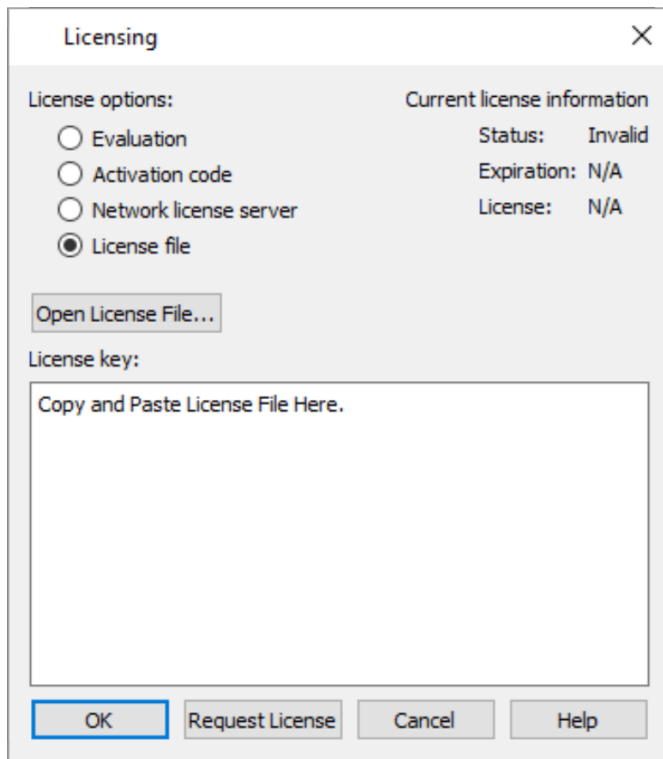 Licensing
License options:
Evaluation
Activation code
Network license server
License file
Current license information
Status: Invalid
Expiration: N/A
License: N/A
Open License File...
License key:
Copy and Paste License File Here.
OK Request License Cancel Help